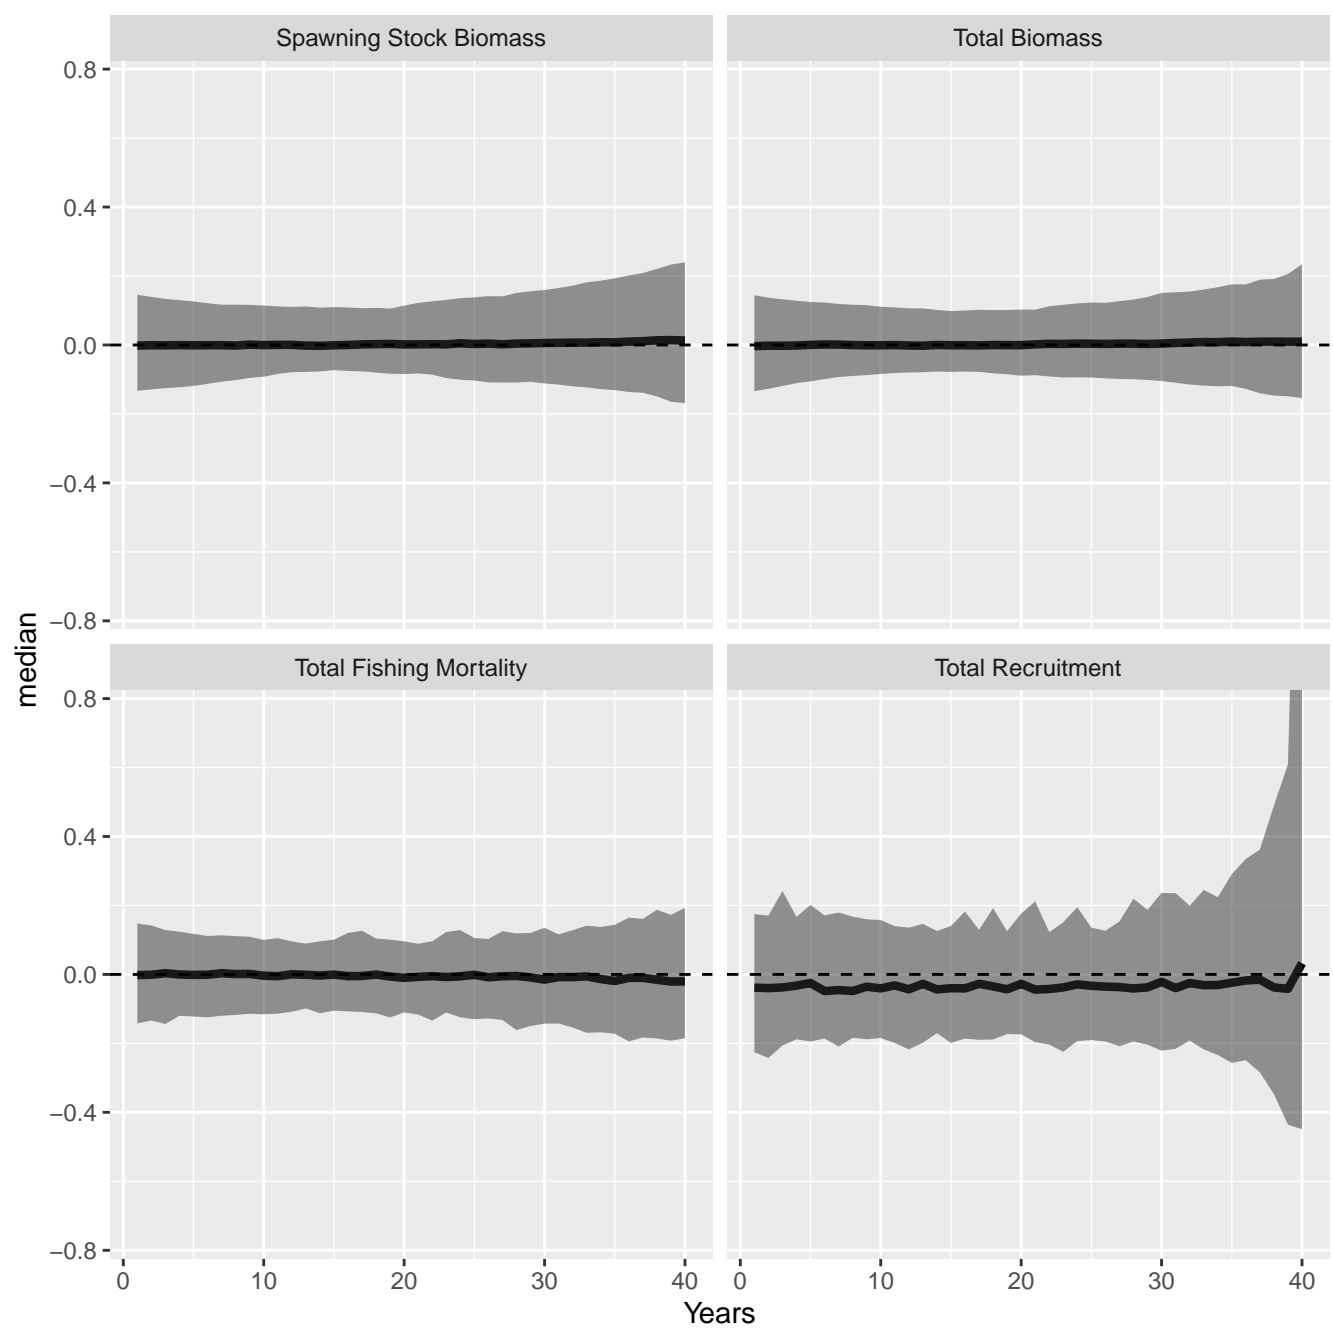 Spawning Stock Biomass
Total Biomass
0.8
0.4
0.0
−0.4
−0.8
median
Total Fishing Mortality
Total Recruitment
0.8
0.4
0.0
−0.4
−0.8
0 10 20 30 40
0 10 20 30 40
Years